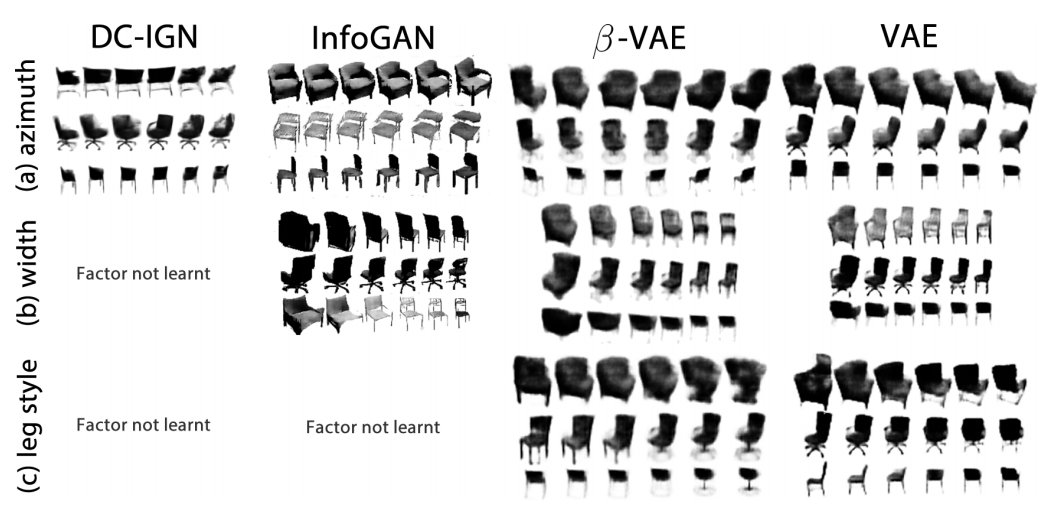 DC-IGN InfoGAN β-VAE VAE
(a) azimuth
(b) width
Factor not learnt
(c) leg style
Factor not learnt Factor not learnt